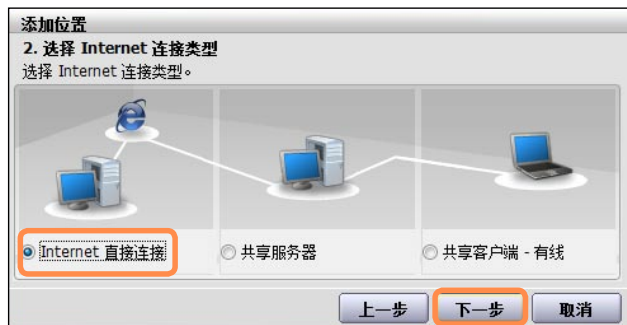 添加位置
2. 选择 Internet 连接类型
选择 Internet 连接类型。
Internet 直接连接 共享服务器 共享客户端 - 有线
上一步 下一步 取消